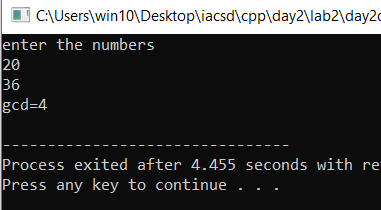 C:\Users\win10\Desktop\iacsd\cpp\day2\lab2\day2
enter the numbers
20
36
gcd=4
--------------------------------
Process exited after 4.455 seconds with re
Press any key to continue . . .